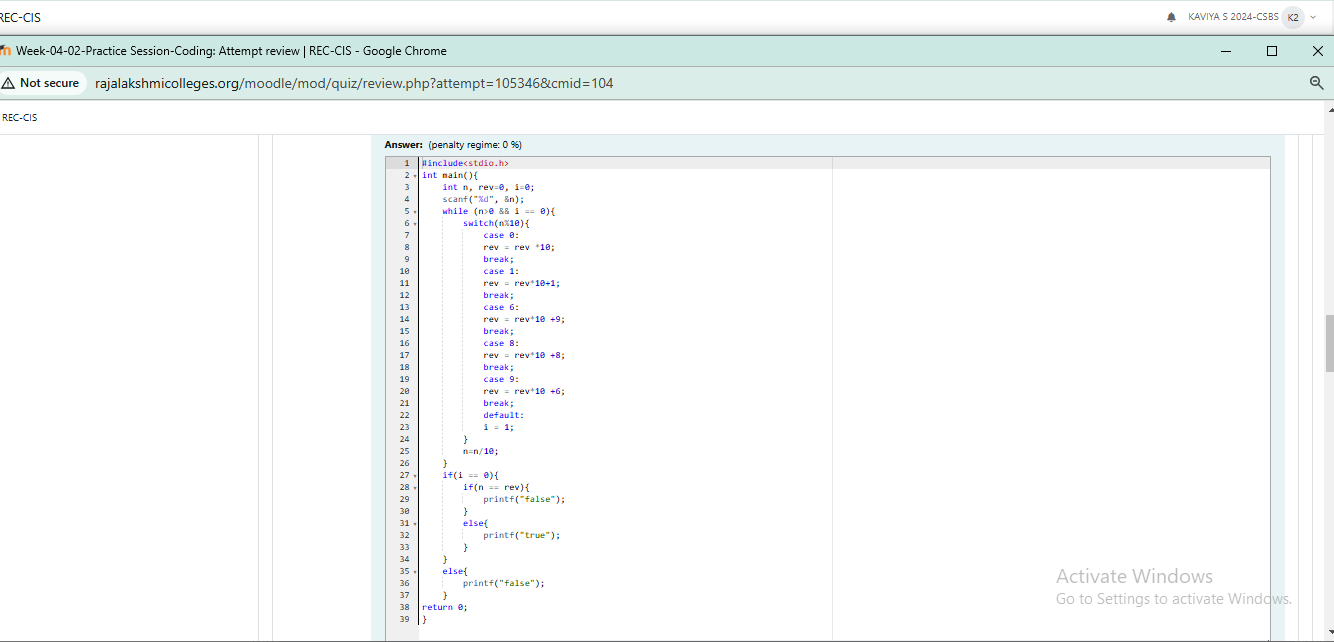 REC-CIS
KAVIYA S 2024-CSBS K2
Week-04-02-Practice Session-Coding: Attempt review | REC-CIS - Google Chrome
Not secure rajalakshmicolleges.org/moodle/mod/quiz/review.php?attempt=105346&cmid=104
REC-CIS
Answer: (penalty regime: 0 %)
1 #include<stdio.h>
2 int main(){
3 int n, rev=0, i=0;
4 scanf("%d", &n);
5 while (n>0 && i == 0){
6 switch(n%10){
7 case 0:
8 rev = rev *10;
9 break;
10 case 1:
11 rev = rev*10+1;
12 break;
13 case 6:
14 rev = rev*10 +9;
15 break;
16 case 8:
17 rev = rev*10 +8;
18 break;
19 case 9:
20 rev = rev*10 +6;
21 break;
22 default:
23 i = 1;
24 }
25 n=n/10;
26 }
27 if(i == 0){
28 if(n == rev){
29 printf("false");
30 }
31 else{
32 printf("true");
33 }
34 }
35 else{
36 printf("false");
37 }
38 return 0;
39 }
Activate Windows
Go to Settings to activate Windows.